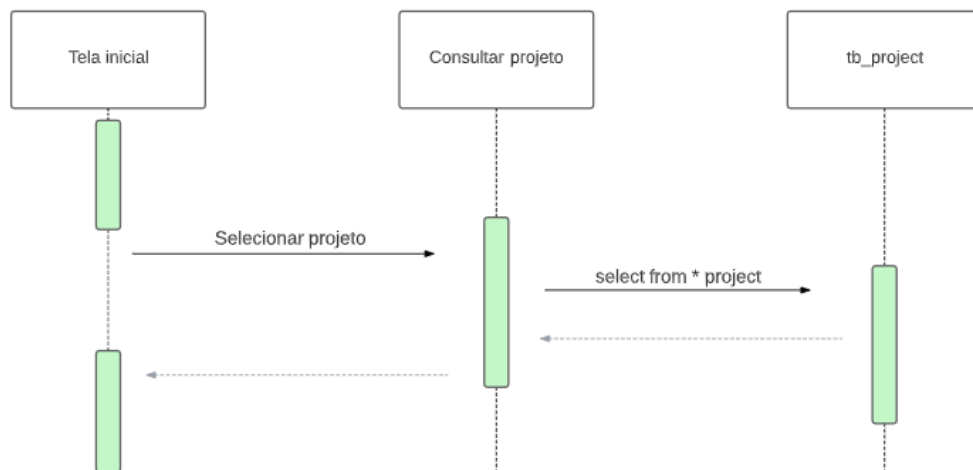 Tela inicial
Consultar projeto
tb_project
Selecionar projeto
select from * project